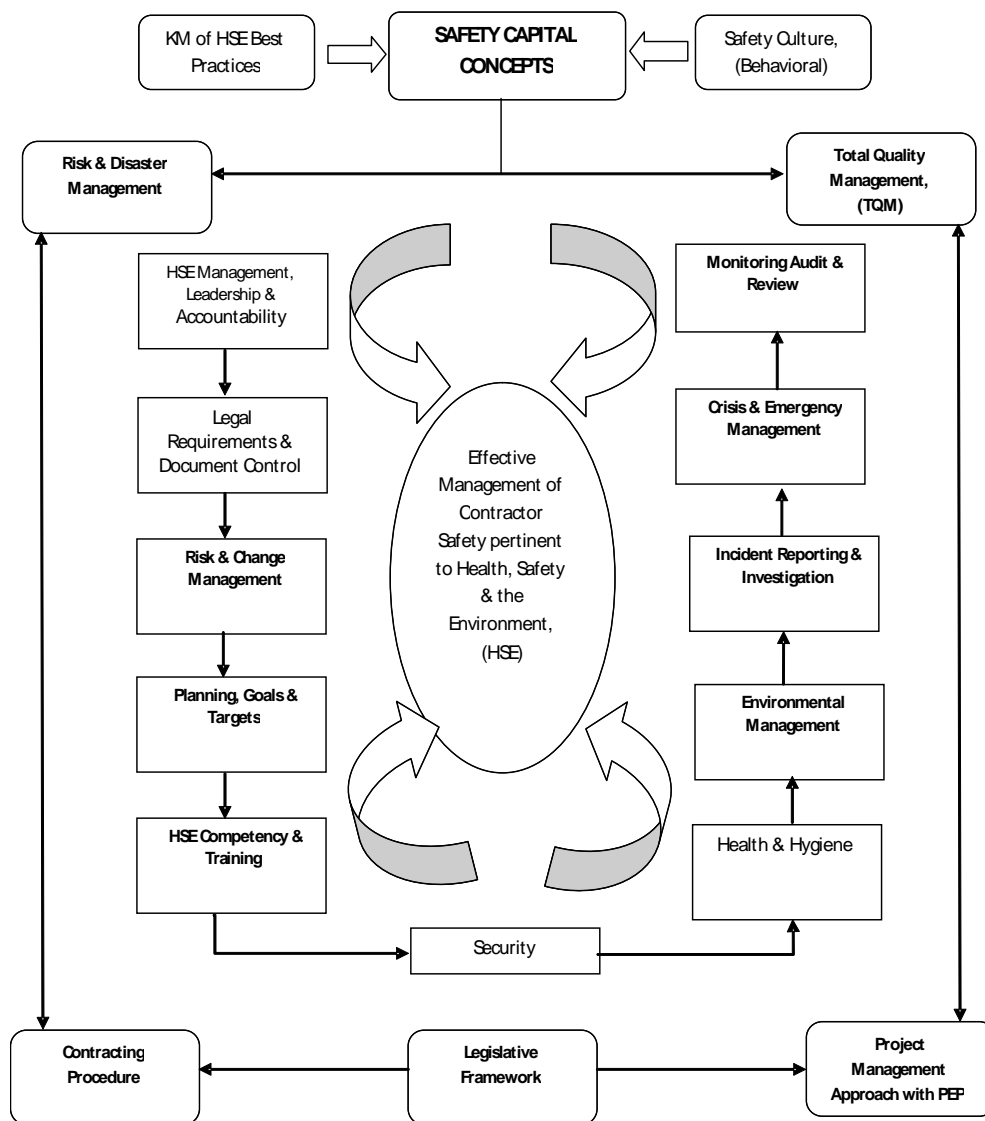 KM of HSE Best
Practices
SAFETY CAPITAL
CONCEPTS
Safety Culture,
(Behavioral)
Risk & Disaster
Management
Total Quality
Management,
(TQM)
HSE Management,
Leadership &
Accountability
Monitoring Audit &
Review
Legal
Requirements &
Document Control
Crisis & Emergency
Management
Effective
Management of
Contractor
Safety pertinent
to Health, Safety
& the
Environment,
(HSE)
Risk & Change
Management
Incident Reporting &
Investigation
Planning, Goals &
Targets
Environmental
Management
HSE Competency &
Training
Health & Hygiene
Security
Contracting
Procedure
Legislative
Framework
Project
Management
Approach with PEP